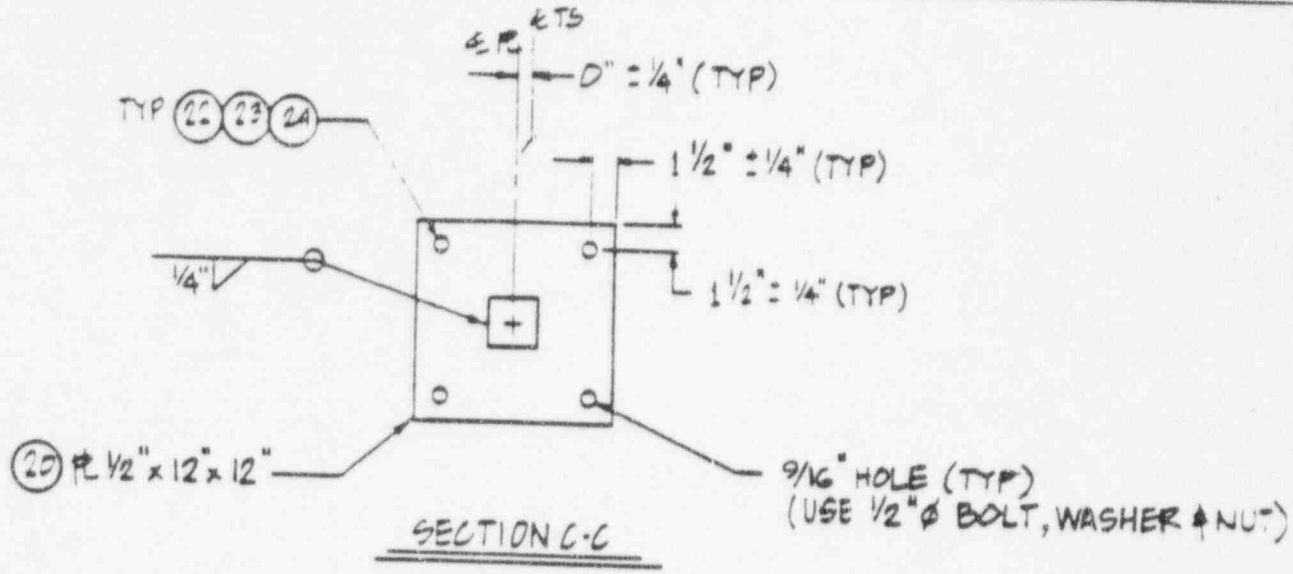 ℄ TS
℄ PL
0" ± 1/4" (TYP)
TYP 22 23 24
1 1/2" ± 1/4" (TYP)
1/4"
1 1/2" ± 1/4" (TYP)
20 PL 1/2" x 12" x 12"
9/16" HOLE (TYP)
(USE 1/2" Ø BOLT, WASHER & NUT)
SECTION C-C